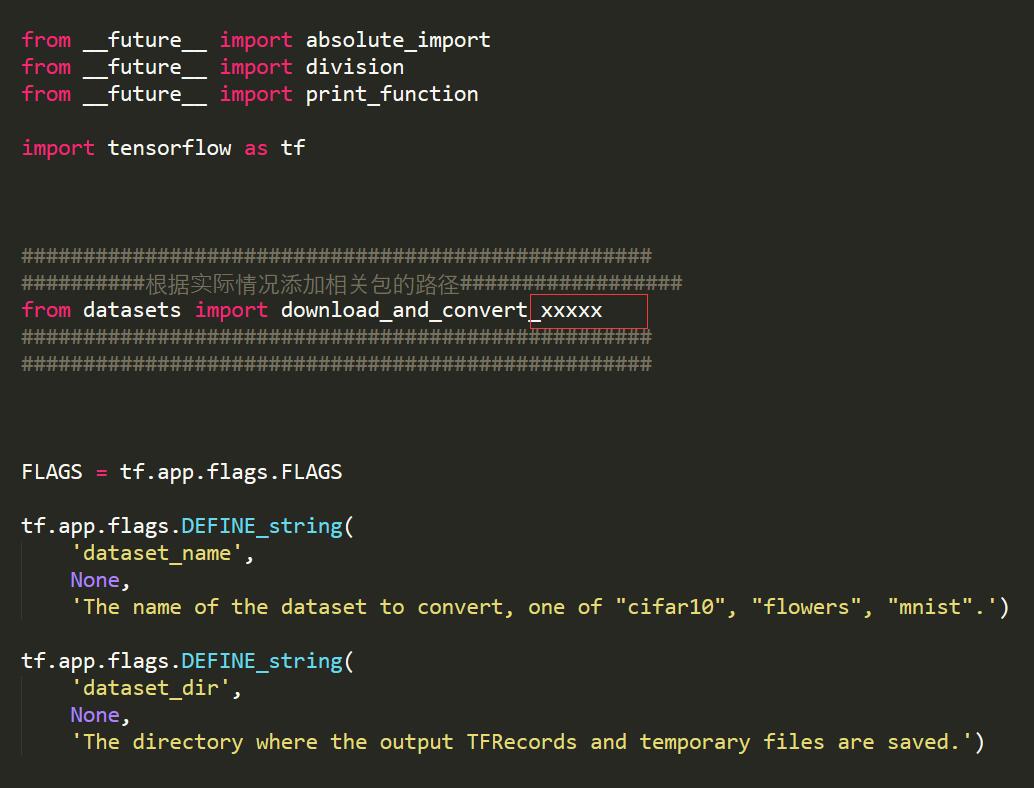 from __future__ import absolute_import
from __future__ import division
from __future__ import print_function
import tensorflow as tf
###################################################
##########根据实际情况添加相关包的路径##################
from datasets import download_and_convert_xxxxx
###################################################
###################################################
FLAGS = tf.app.flags.FLAGS
tf.app.flags.DEFINE_string(
'dataset_name',
None,
'The name of the dataset to convert, one of "cifar10", "flowers", "mnist".')
tf.app.flags.DEFINE_string(
'dataset_dir',
None,
'The directory where the output TFRecords and temporary files are saved.')